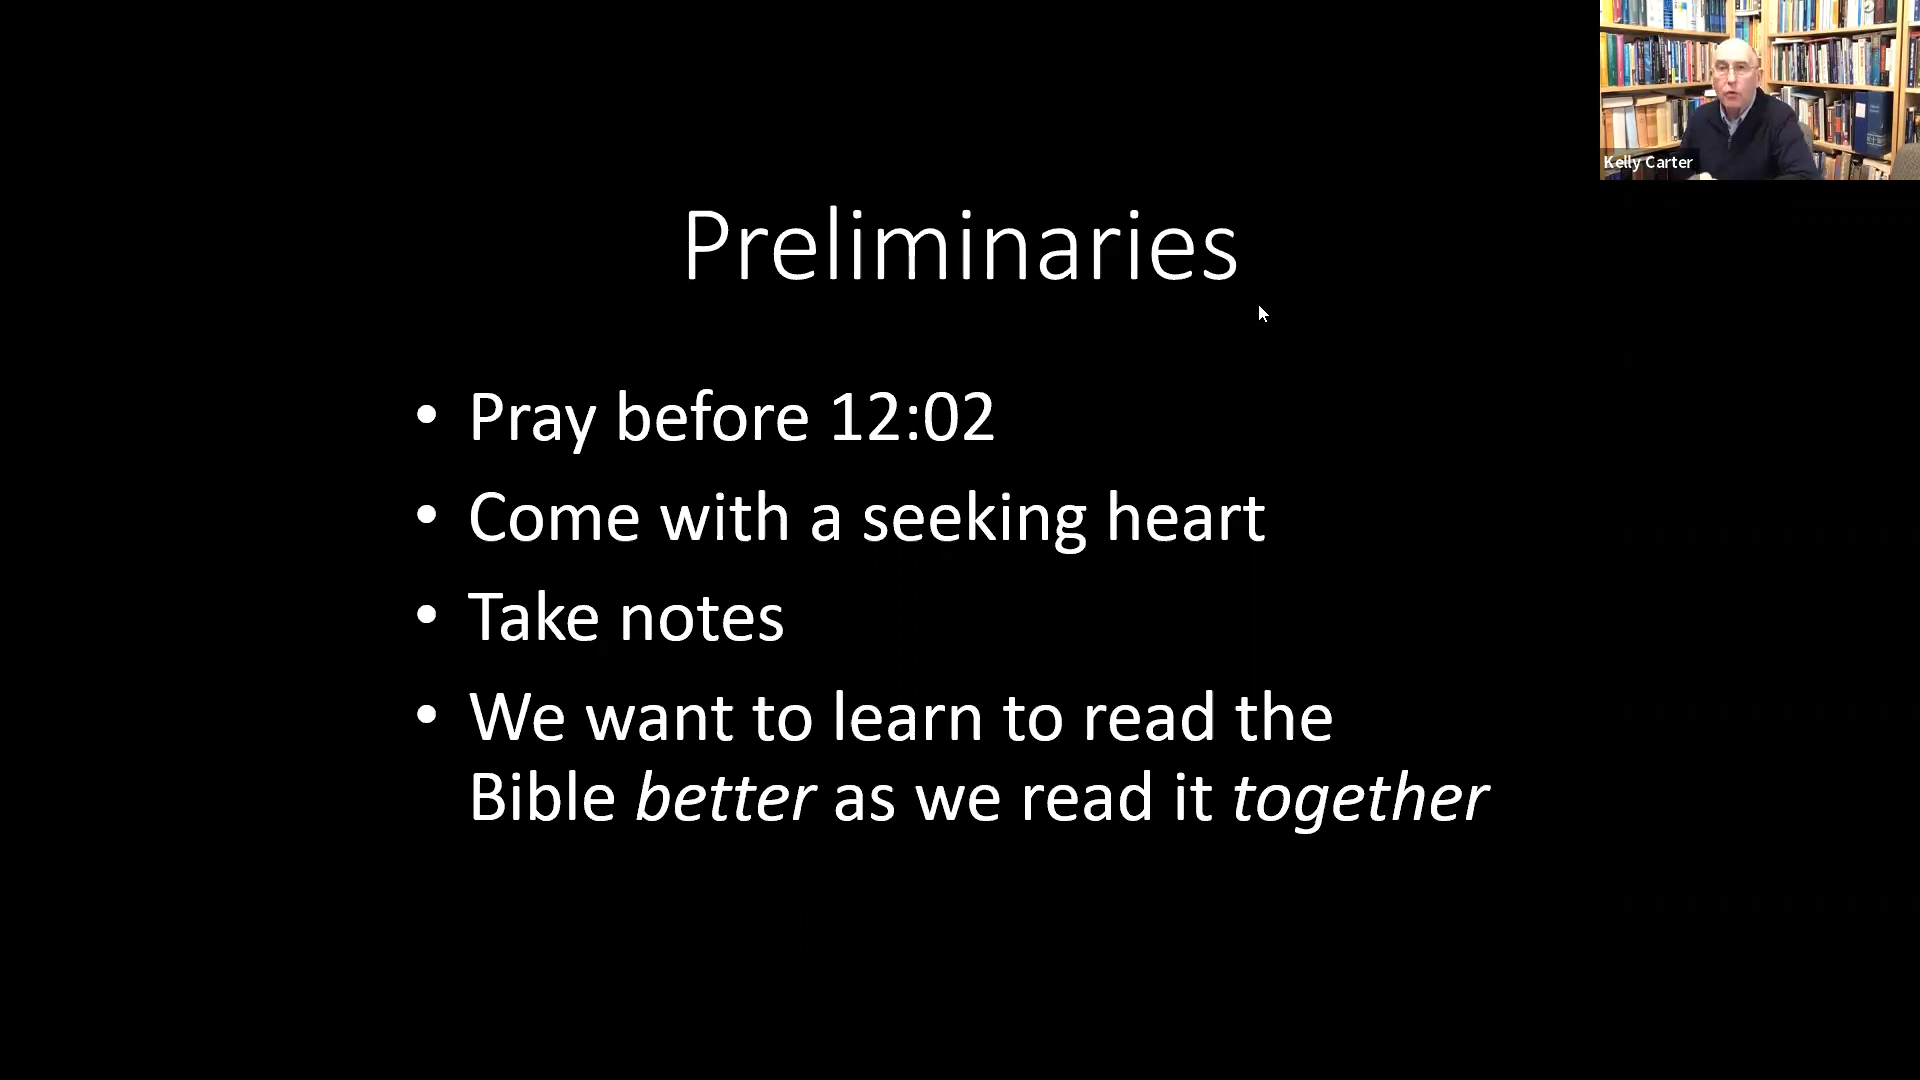 Kelly Carter
Preliminaries
• Pray before 12:02
• Come with a seeking heart
• Take notes
• We want to learn to read the
Bible better as we read it together